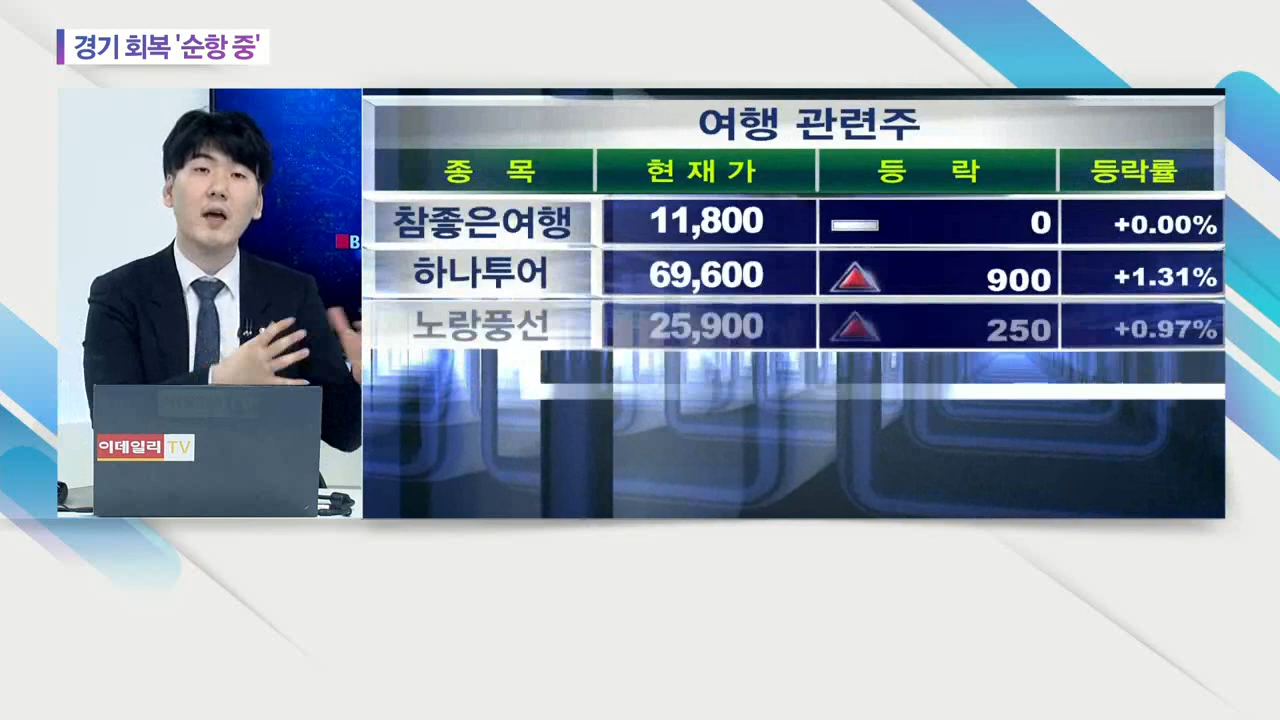 경기 회복 '순항 중'
여행 관련주
종 목 현재가 등 락 등락률
참좋은여행 11,800 0 +0.00%
하나투어 69,600 900 +1.31%
노랑풍선 25,900 250 +0.97%
B
이데일리 TV